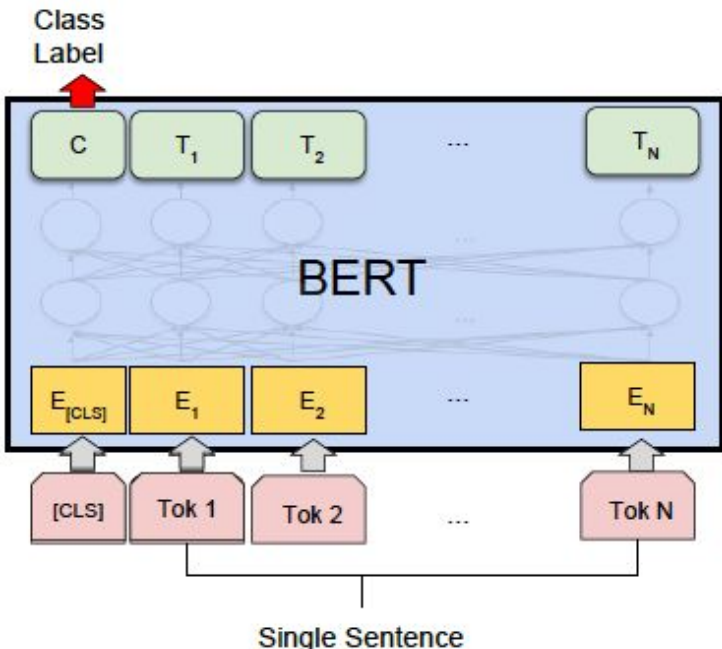 Class
Label
C T1 T2 ... TN
...
BERT
...
E[CLS] E1 E2 ... EN
[CLS] Tok 1 Tok 2 ... Tok N
Single Sentence